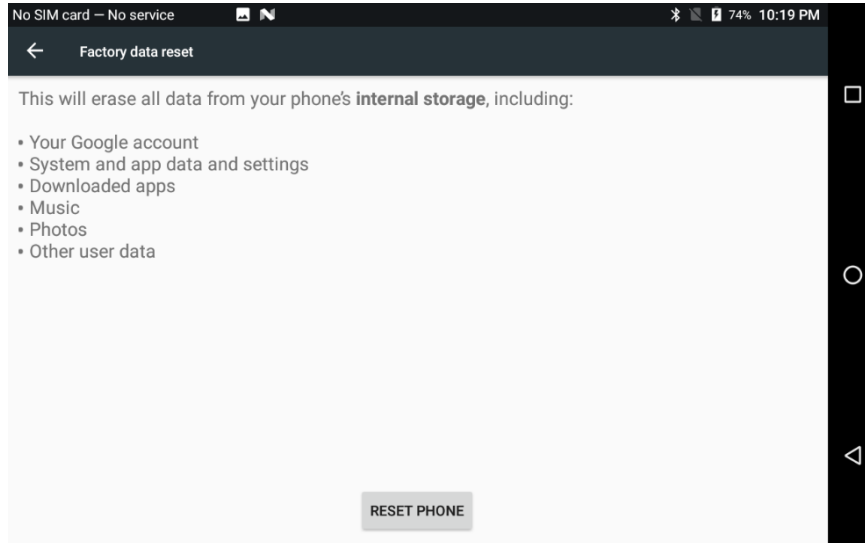 No SIM card — No service 74% 10:19 PM
Factory data reset
This will erase all data from your phone's internal storage, including:
• Your Google account
• System and app data and settings
• Downloaded apps
• Music
• Photos
• Other user data
RESET PHONE